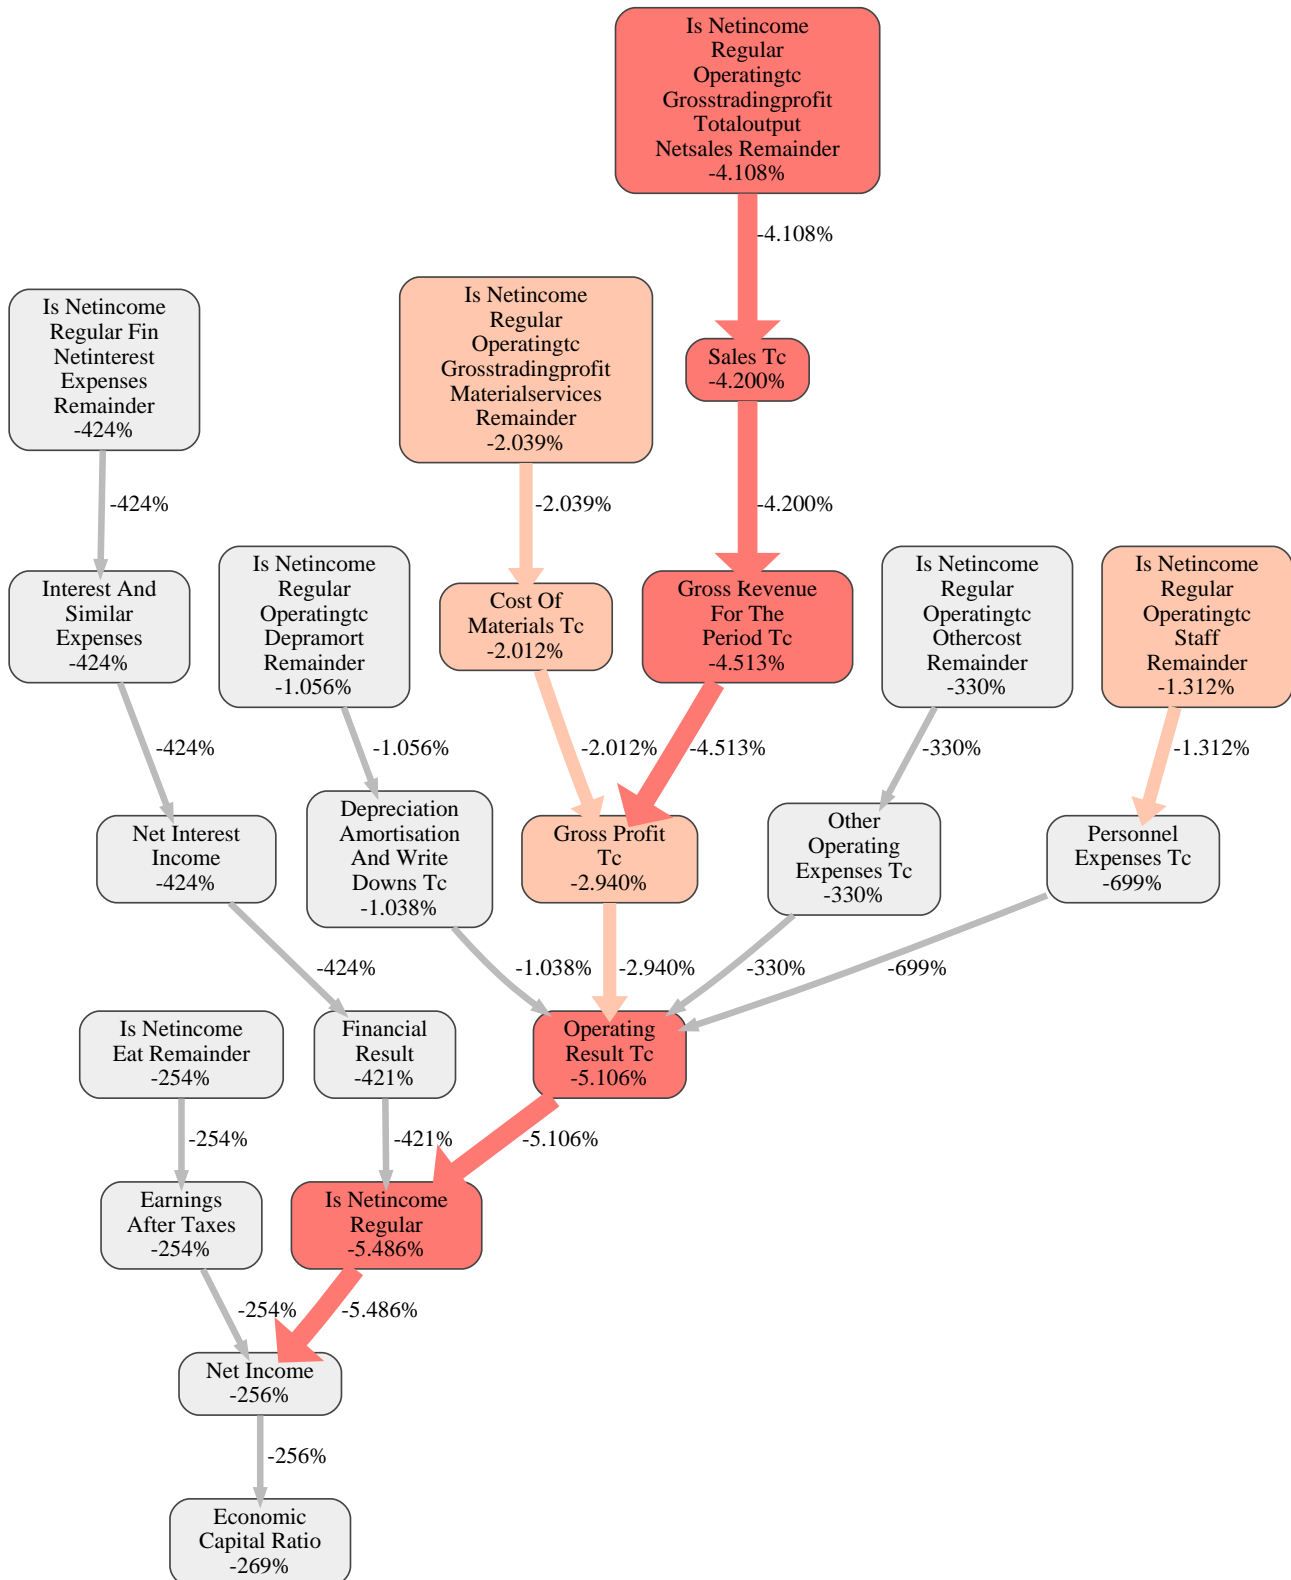 Is Netincome
Regular
Operatingtc
Grosstradingprofit
Totaloutput
Netsales Remainder
-4.108%
-4.108%
Is Netincome
Regular Fin
Netinterest
Expenses
Remainder
-424%
Is Netincome
Regular
Operatingtc
Grosstradingprofit
Materialservices
Remainder
-2.039%
Sales Tc
-4.200%
-424%
-2.039%
-4.200%
Interest And
Similar
Expenses
-424%
Is Netincome
Regular
Operatingtc
Depramort
Remainder
-1.056%
Cost Of
Materials Tc
-2.012%
Gross Revenue
For The
Period Tc
-4.513%
Is Netincome
Regular
Operatingtc
Othercost
Remainder
-330%
Is Netincome
Regular
Operatingtc
Staff
Remainder
-1.312%
-424%
-1.056%
-2.012%
-4.513%
-330%
-1.312%
Net Interest
Income
-424%
Depreciation
Amortisation
And Write
Downs Tc
-1.038%
Gross Profit
Tc
-2.940%
Other
Operating
Expenses Tc
-330%
Personnel
Expenses Tc
-699%
-424%
-1.038%
-2.940%
-330%
-699%
Is Netincome
Eat Remainder
-254%
Financial
Result
-421%
Operating
Result Tc
-5.106%
-254%
-421%
-5.106%
Earnings
After Taxes
-254%
Is Netincome
Regular
-5.486%
-254%
-5.486%
Net Income
-256%
-256%
Economic
Capital Ratio
-269%